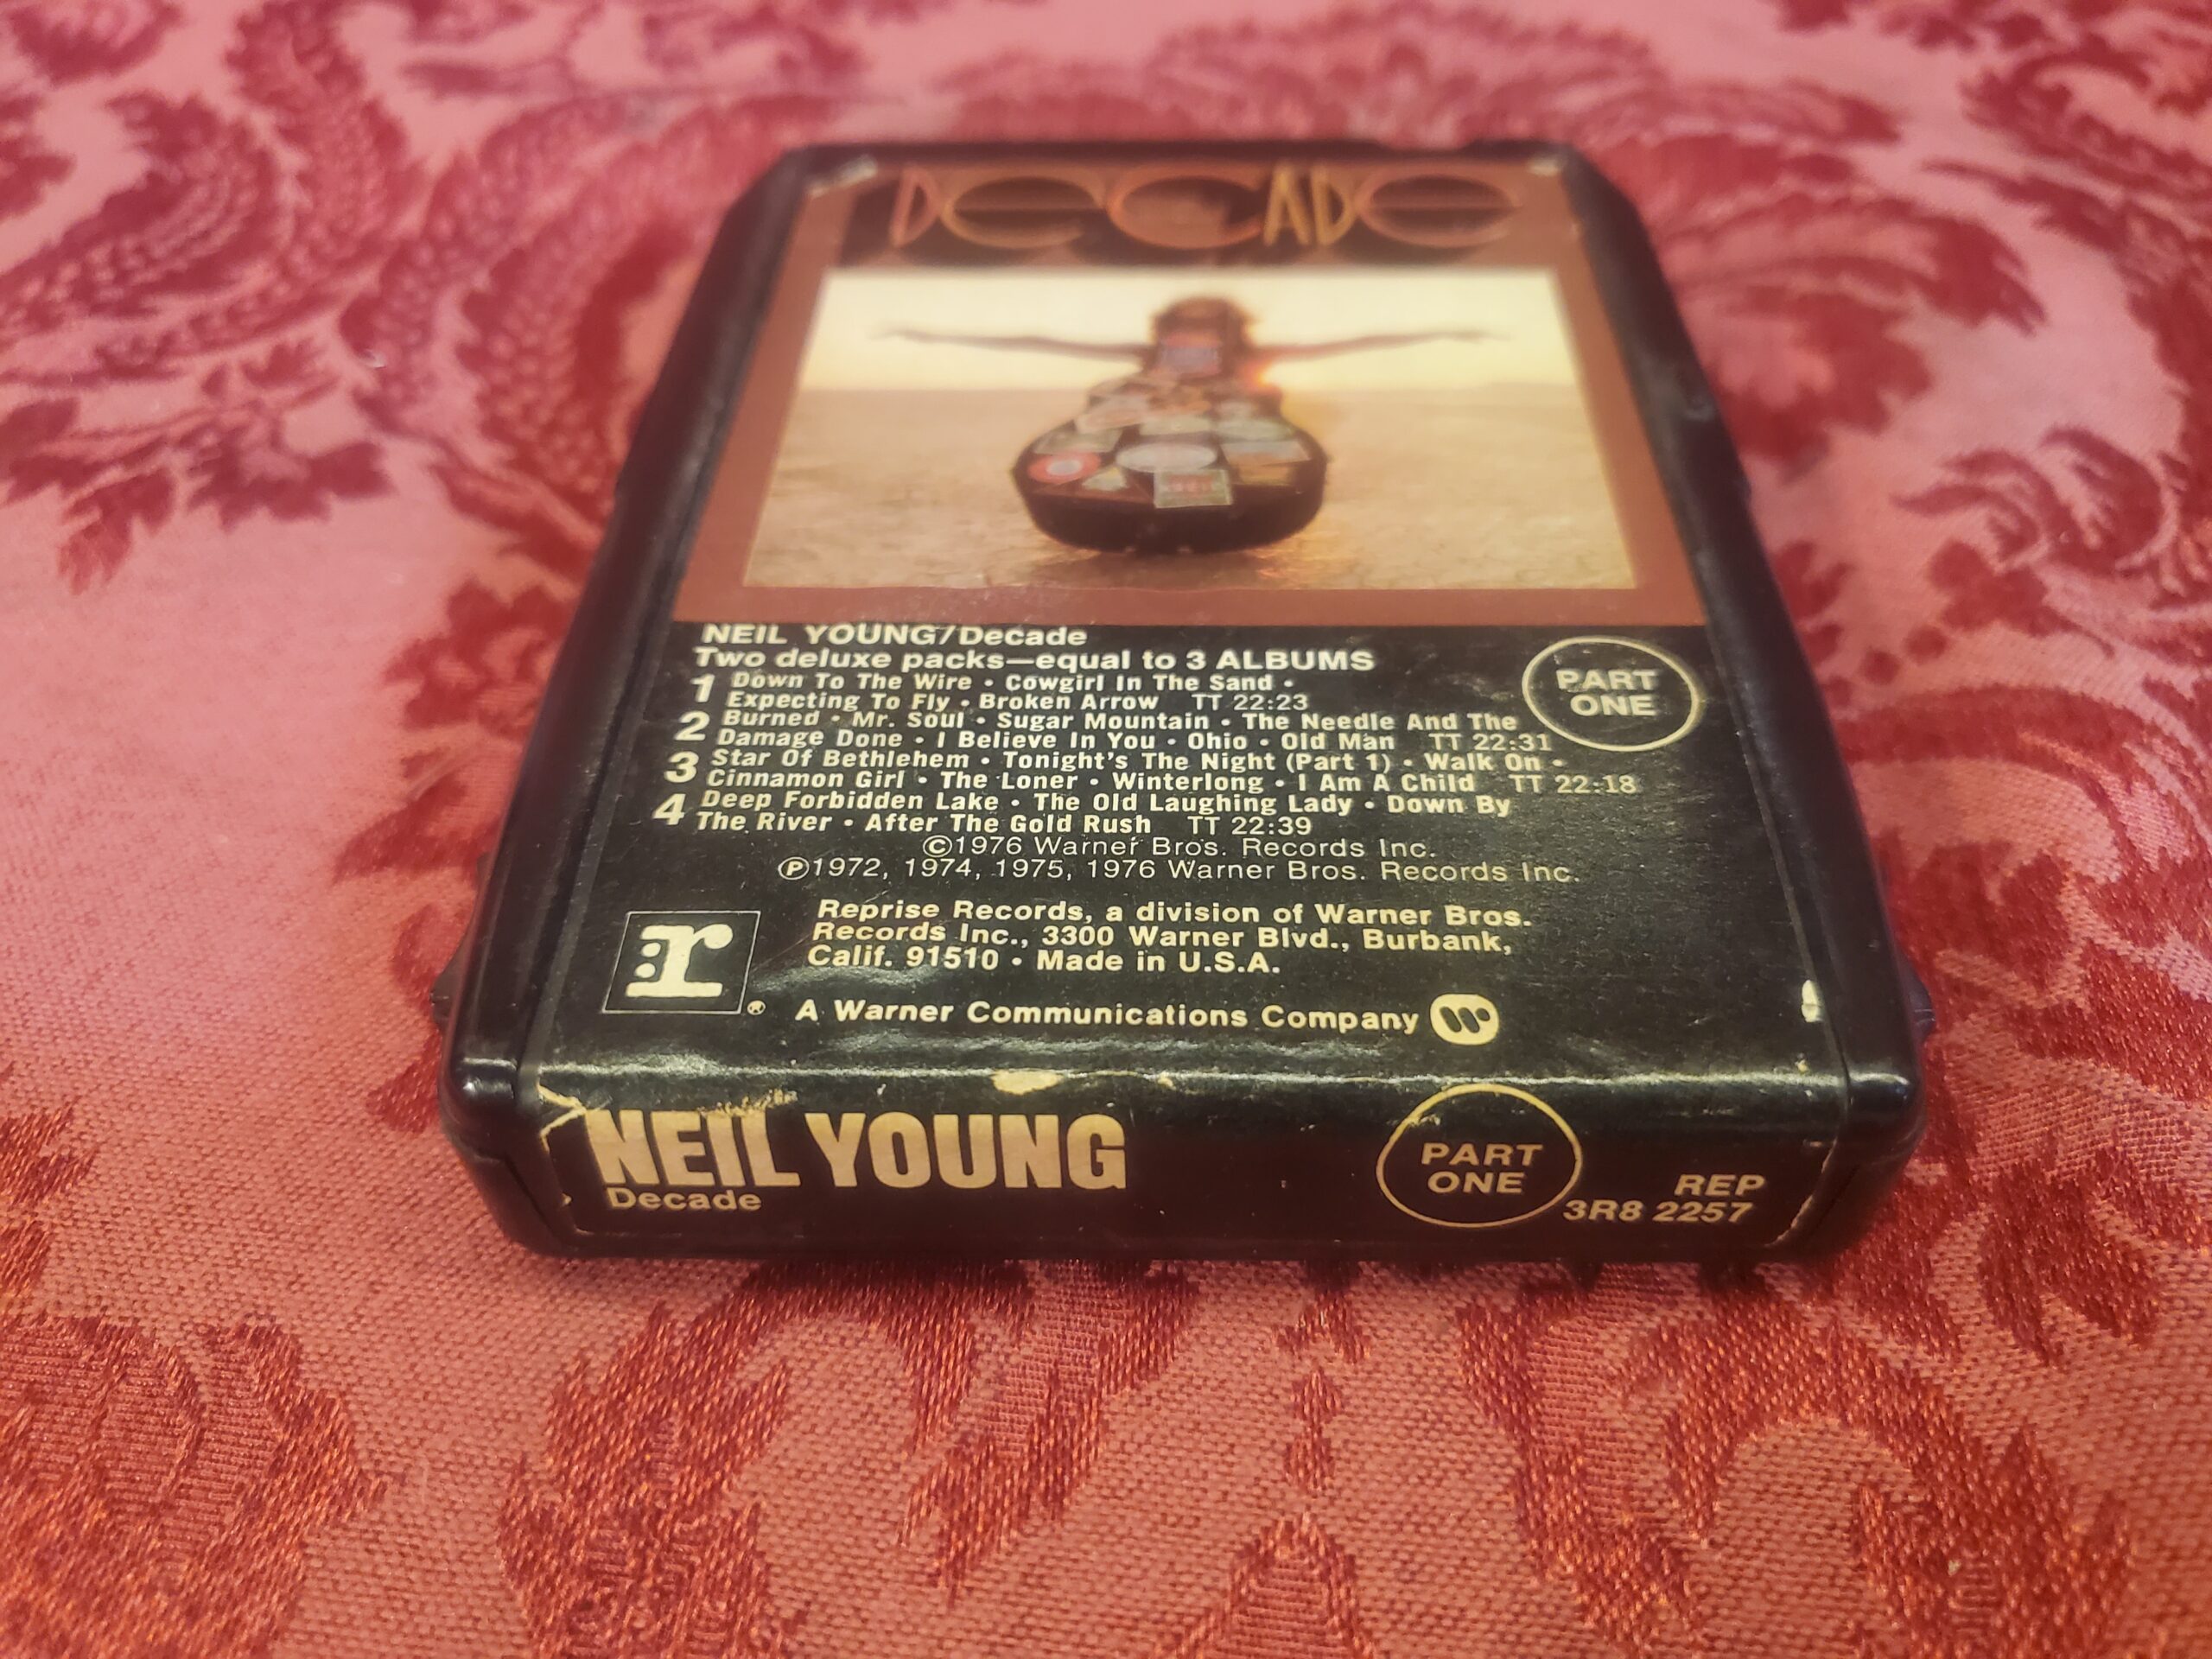 DECADE
NEIL YOUNG/Decade
Two deluxe packs—equal to 3 ALBUMS
PART
ONE
1 Down To The Wire • Cowgirl In The Sand •
Expecting To Fly • Broken Arrow TT 22:23
2 Burned • Mr. Soul • Sugar Mountain • The Needle And The
Damage Done • I Believe In You • Ohio • Old Man TT 22:31
3 Star Of Bethlehem • Tonight's The Night (Part 1) • Walk On •
Cinnamon Girl • The Loner • Winterlong • I Am A Child TT 22:18
4 Deep Forbidden Lake • The Old Laughing Lady • Down By
The River • After The Gold Rush TT 22:39
©1976 Warner Bros. Records Inc.
℗1972, 1974, 1975, 1976 Warner Bros. Records Inc.
r ®
Reprise Records, a division of Warner Bros.
Records Inc., 3300 Warner Blvd., Burbank,
Calif. 91510 • Made in U.S.A.
A Warner Communications Company
NEIL YOUNG
Decade
PART
ONE
REP
3R8 2257